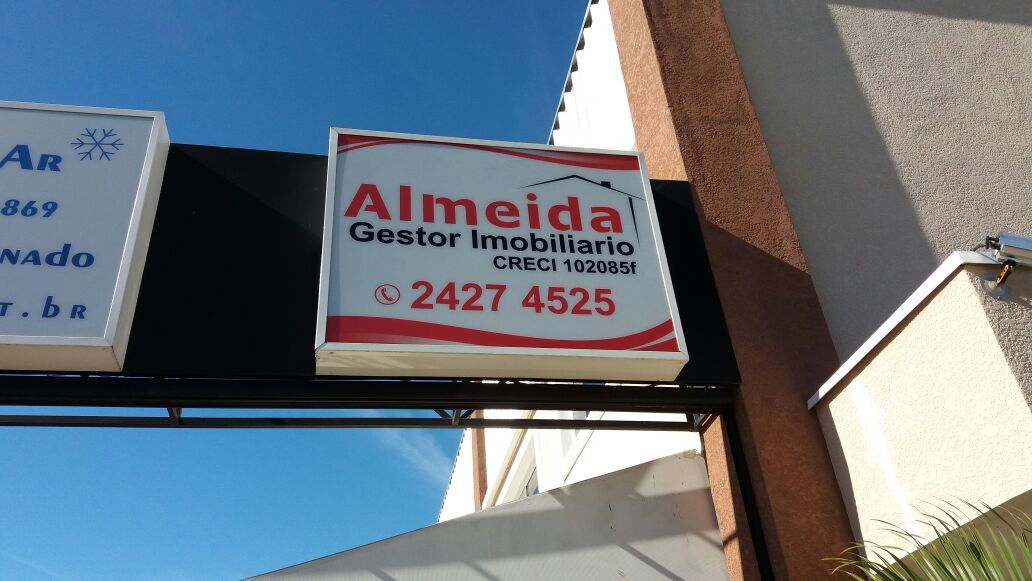 Ar
869
nado
t.br
Almeida
Gestor Imobiliario
CRECI 102085f
2427 4525